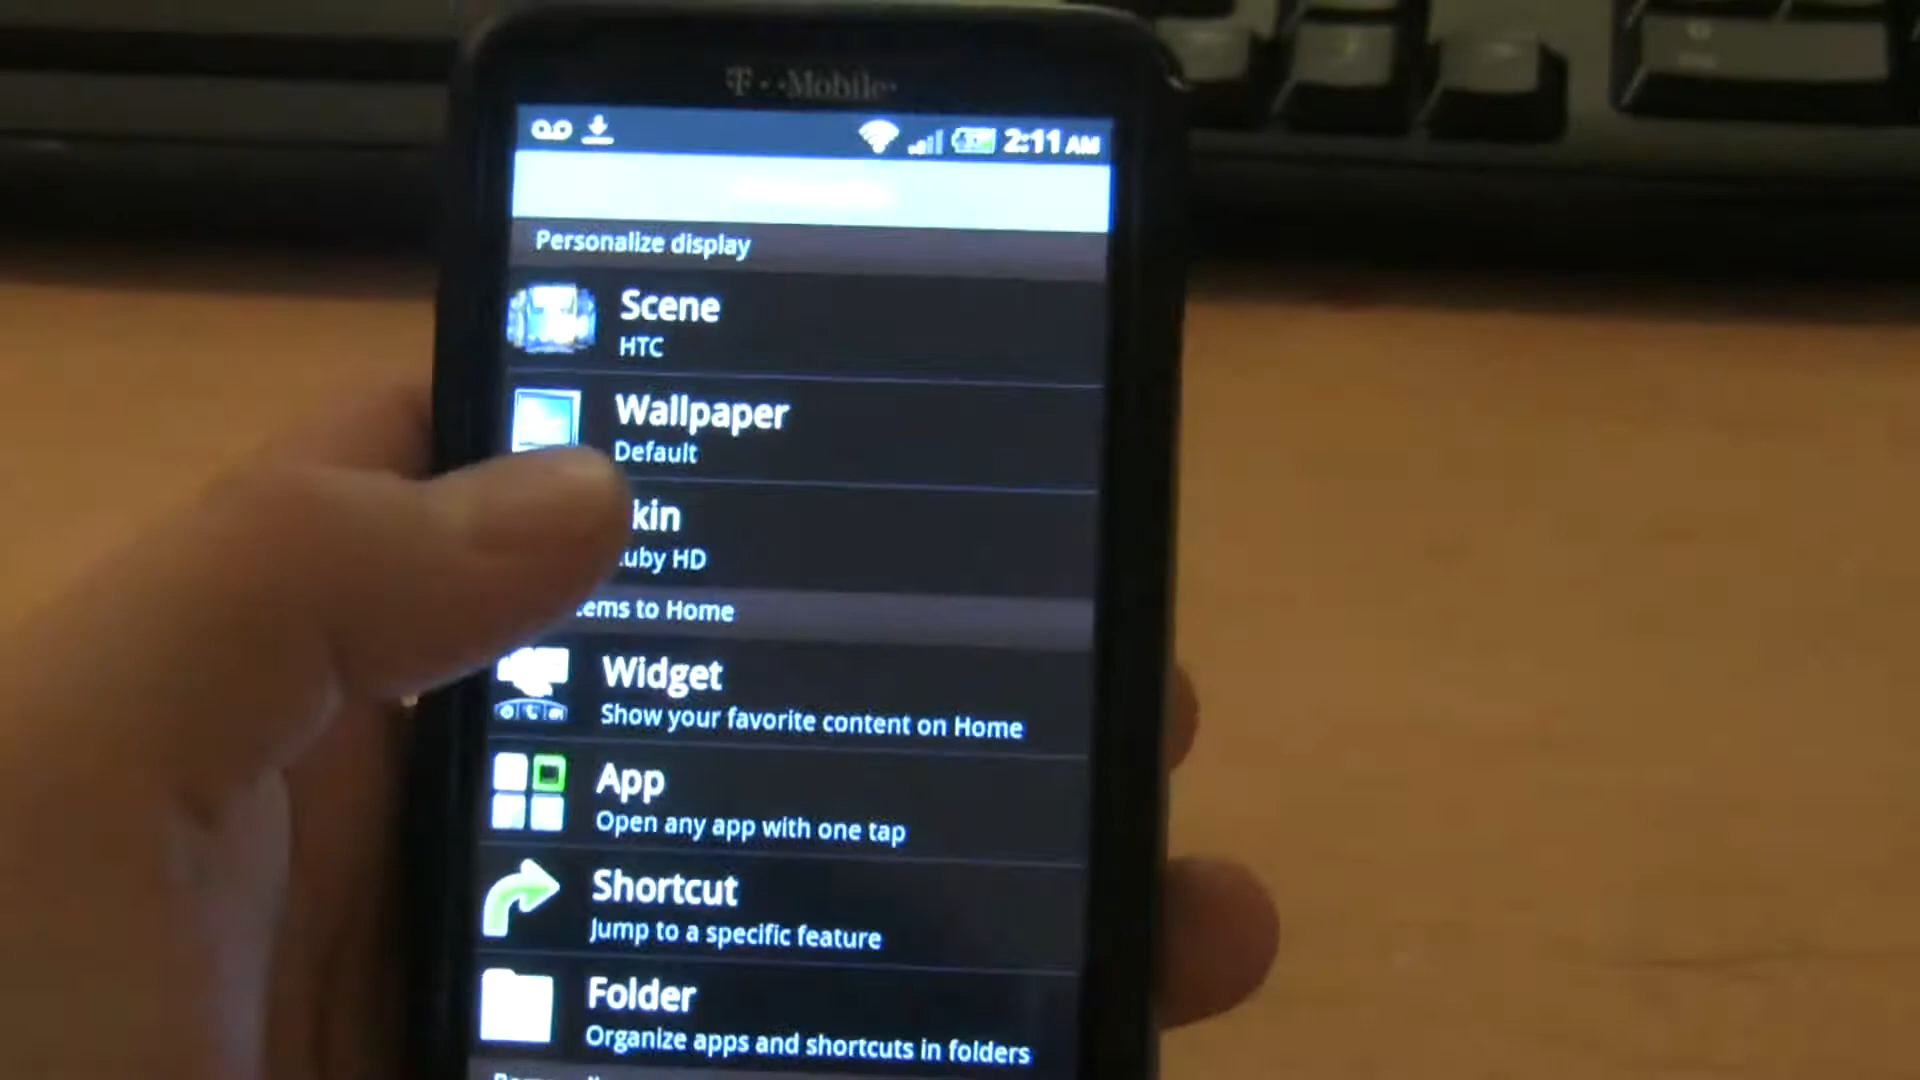 T··Mobile·
2:11 AM
Personalize display
Scene
HTC
Wallpaper
Default
kin
uby HD
ems to Home
Widget
Show your favorite content on Home
App
Open any app with one tap
Shortcut
Jump to a specific feature
Folder
Organize apps and shortcuts in folders